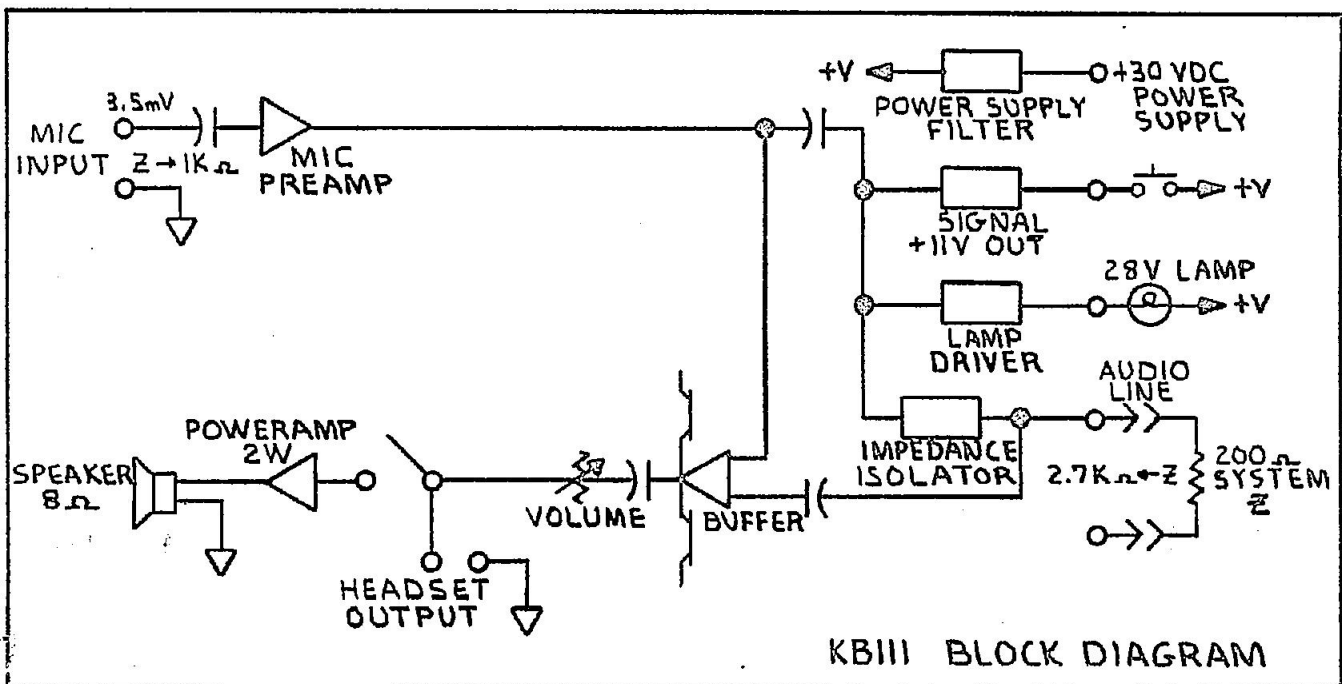 3.5mV
MIC
INPUT
Z→1KΩ
MIC
PREAMP
+V
POWER SUPPLY
FILTER
+30 VDC
POWER
SUPPLY
SIGNAL
+11V OUT
+V
28V LAMP
+V
LAMP
DRIVER
AUDIO
LINE
IMPEDANCE
ISOLATOR
2.7KΩ←Z
200Ω
SYSTEM
Z
POWERAMP
2W
SPEAKER
8Ω
VOLUME
BUFFER
HEADSET
OUTPUT
KBIII BLOCK DIAGRAM